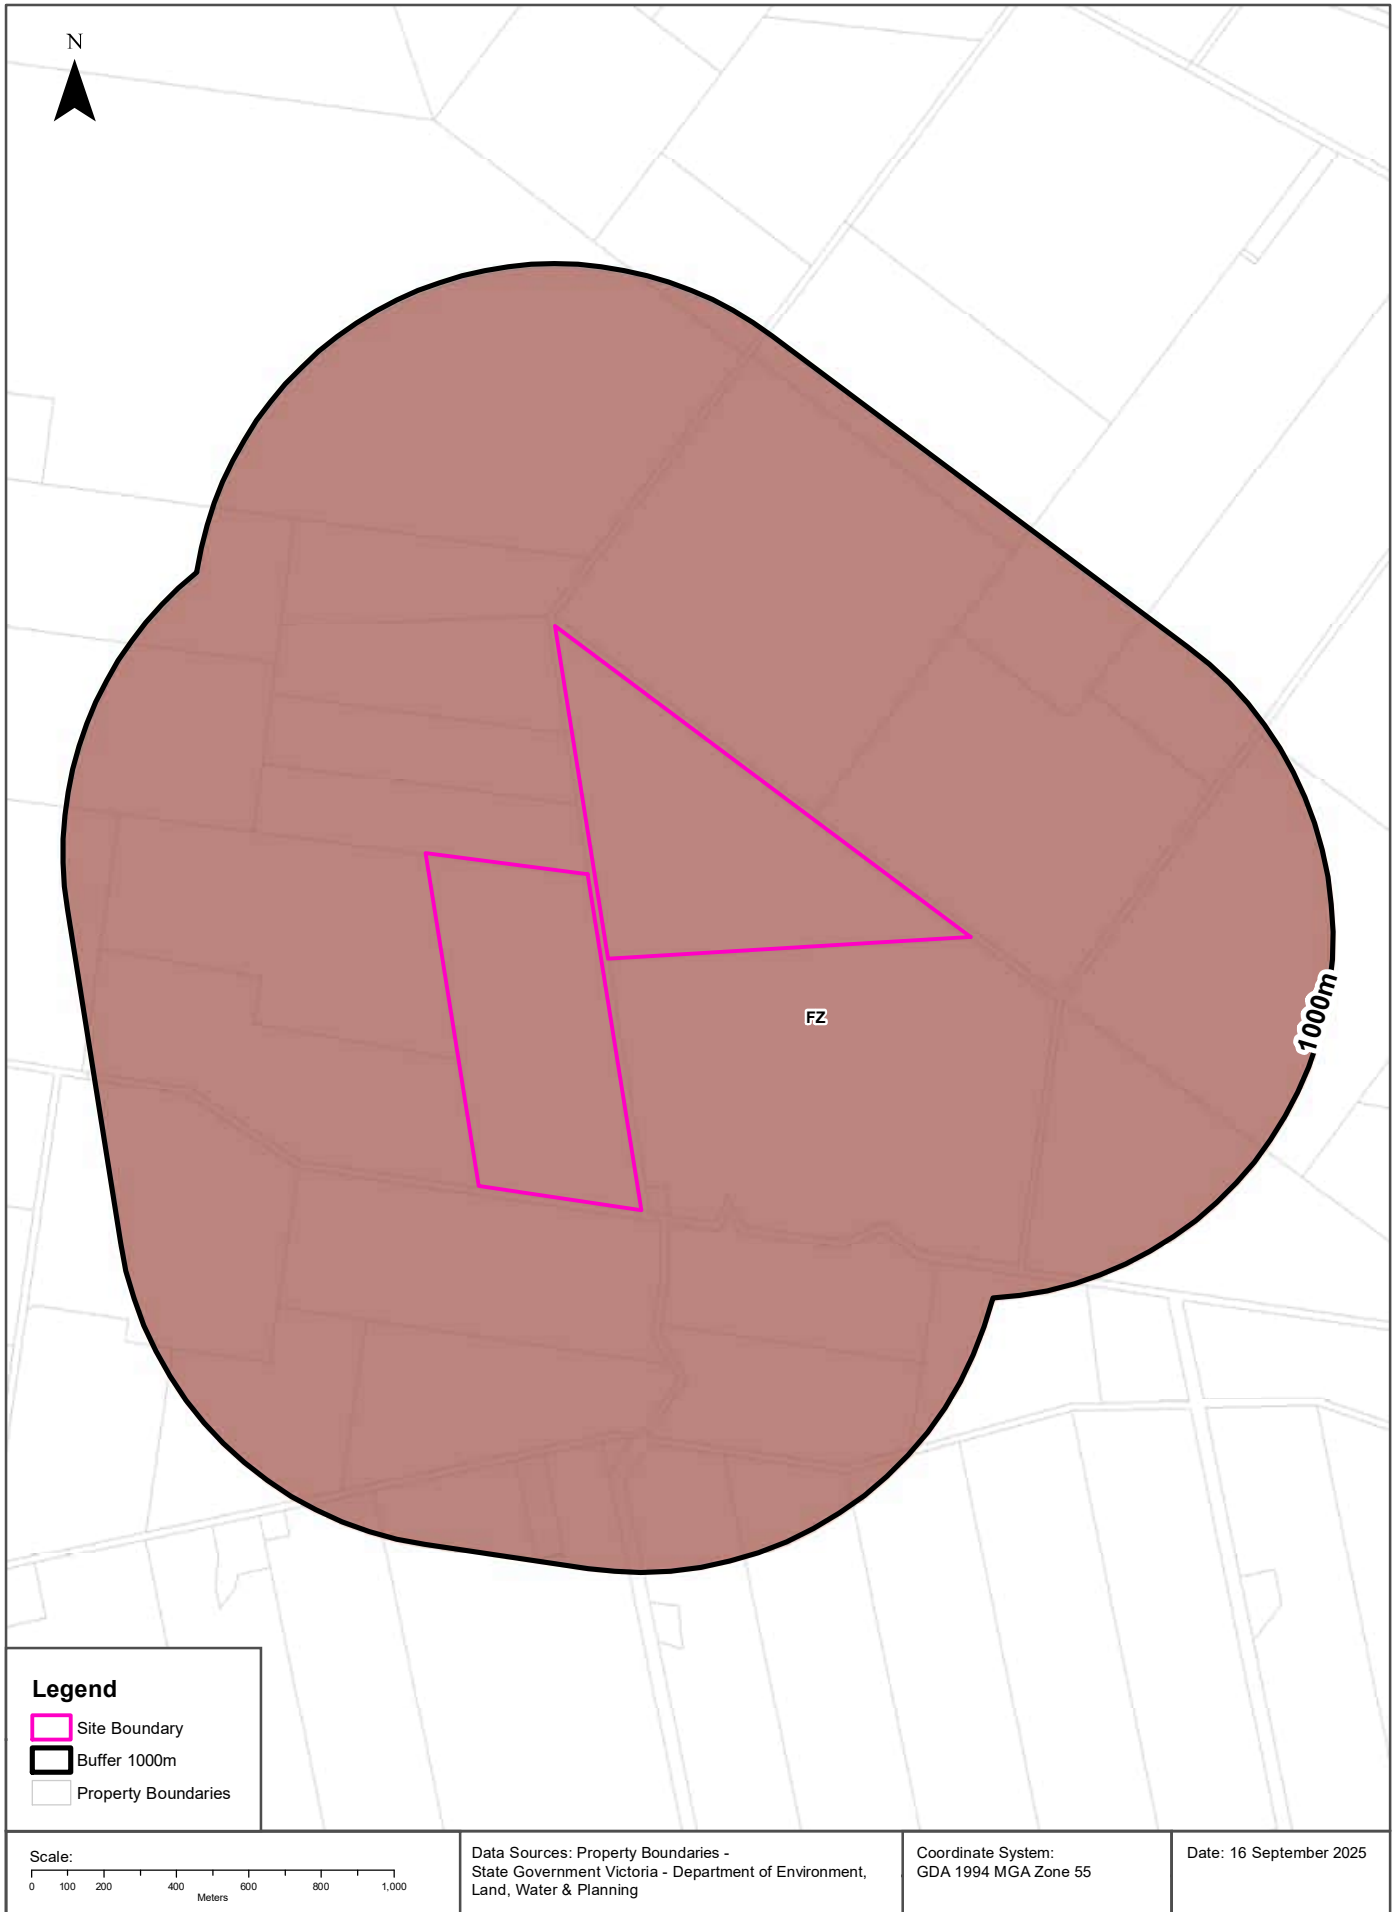 N
FZ
1000m
Legend
Site Boundary
Buffer 1000m
Property Boundaries
Scale:
0 100 200 400 600 800 1,000
Meters
Data Sources: Property Boundaries -
State Government Victoria - Department of Environment,
Land, Water & Planning
Coordinate System:
GDA 1994 MGA Zone 55
Date: 16 September 2025